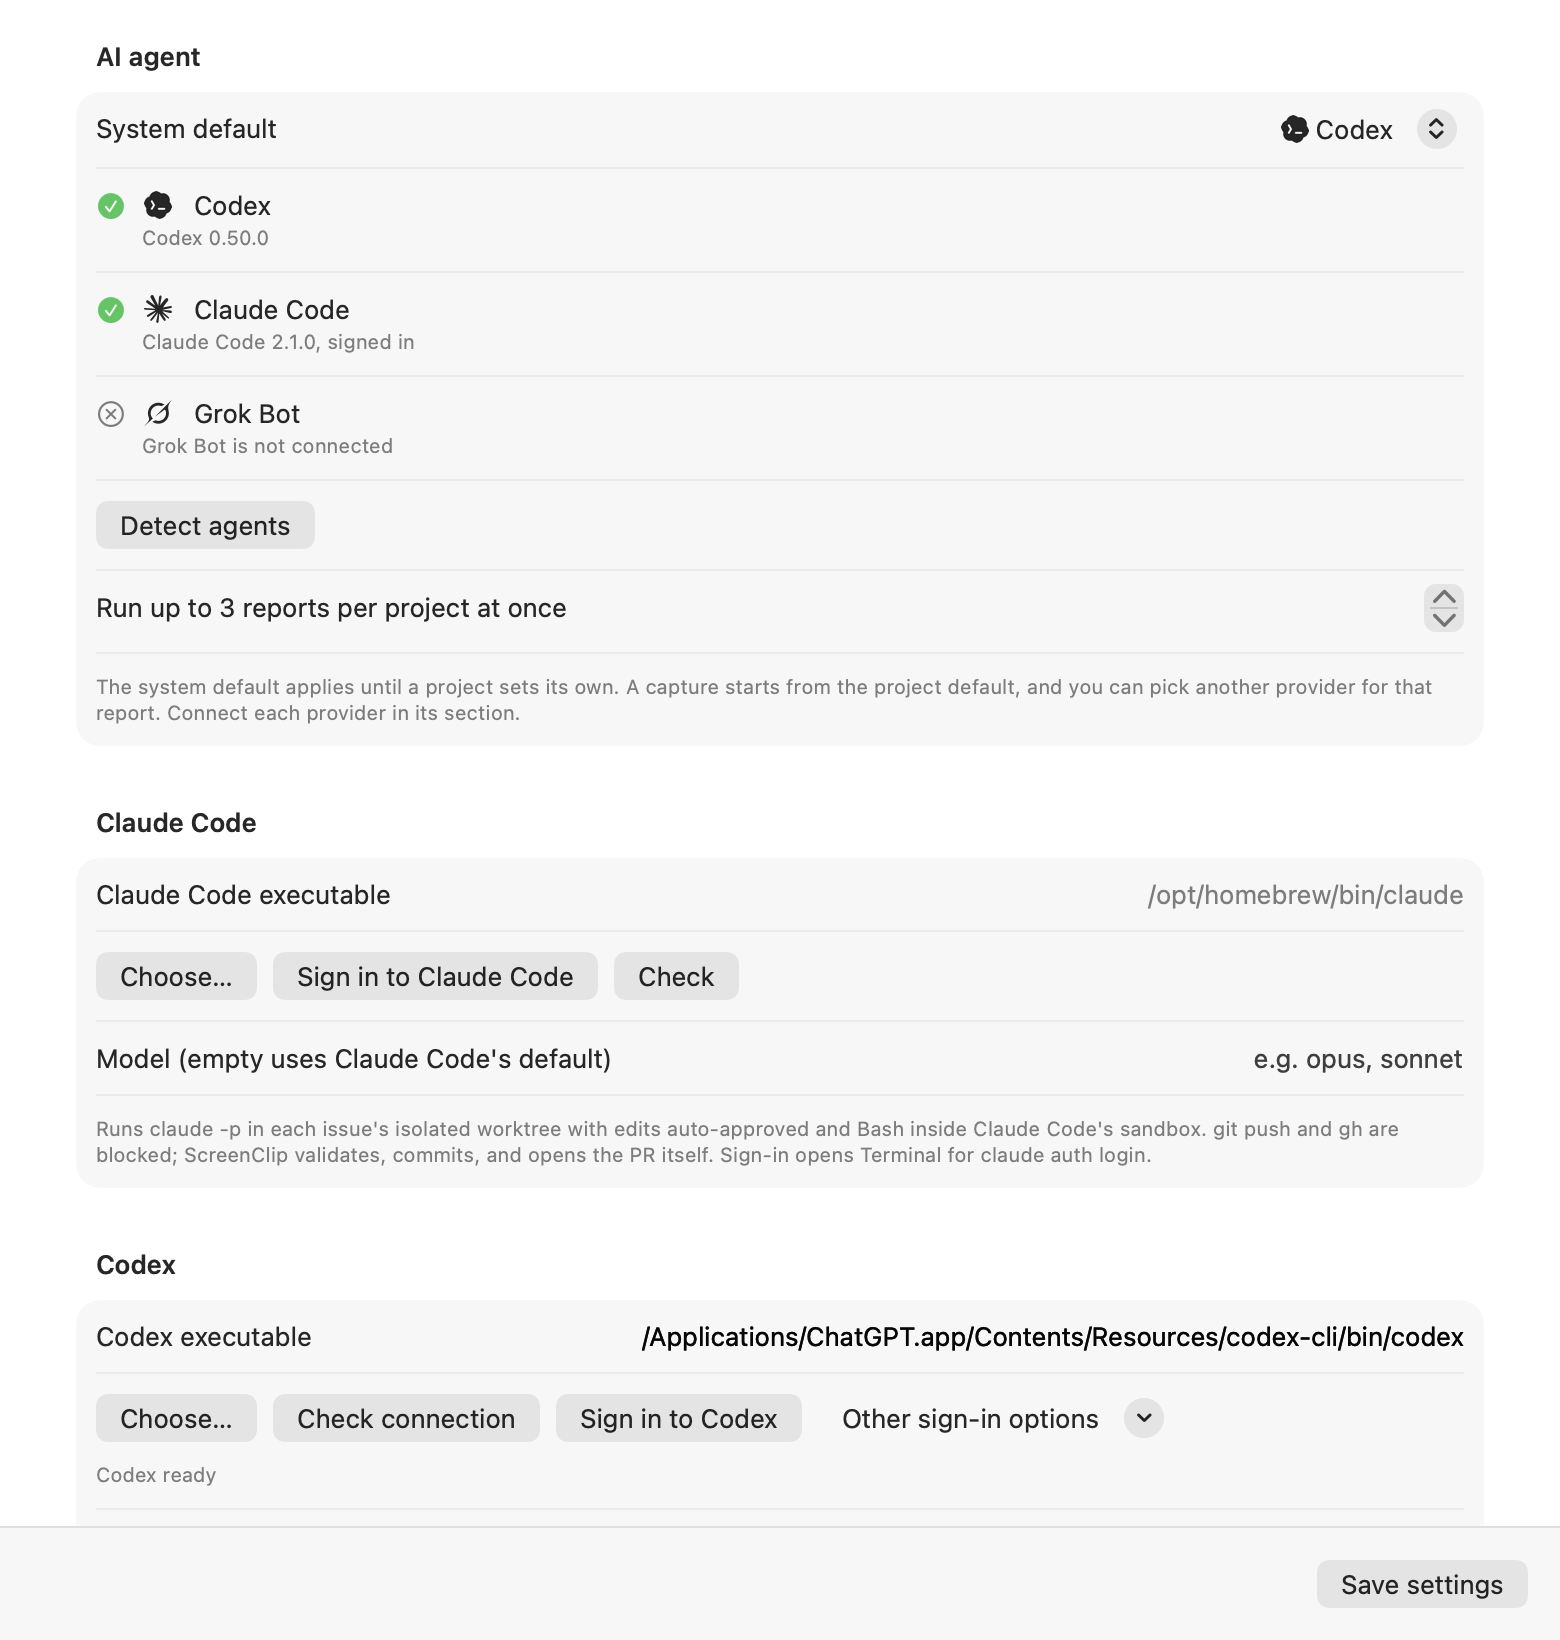 AI agent
System default
Codex
Codex
Codex 0.50.0
Claude Code
Claude Code 2.1.0, signed in
Grok Bot
Grok Bot is not connected
Detect agents
Run up to 3 reports per project at once
The system default applies until a project sets its own. A capture starts from the project default, and you can pick another provider for that
report. Connect each provider in its section.
Claude Code
Claude Code executable
/opt/homebrew/bin/claude
Choose...
Sign in to Claude Code
Check
Model (empty uses Claude Code's default)
e.g. opus, sonnet
Runs claude -p in each issue's isolated worktree with edits auto-approved and Bash inside Claude Code's sandbox. git push and gh are
blocked; ScreenClip validates, commits, and opens the PR itself. Sign-in opens Terminal for claude auth login.
Codex
Codex executable
/Applications/ChatGPT.app/Contents/Resources/codex-cli/bin/codex
Choose...
Check connection
Sign in to Codex
Other sign-in options
Codex ready
Save settings